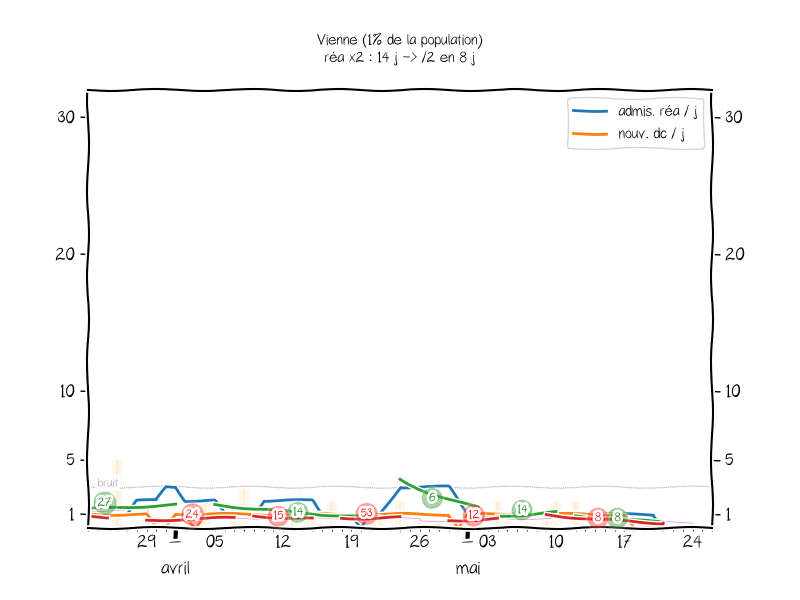 Vienne (1% de la population)
réa x2 : 14 j -> /2 en 8 j
admis. réa / j
nouv. dc / j
30 30
20 20
10 10
5 5
bruit
1 1
27 24 15 14 53 6 12 14 8 8
29 05 12 19 26 03 10 17 24
avril mai